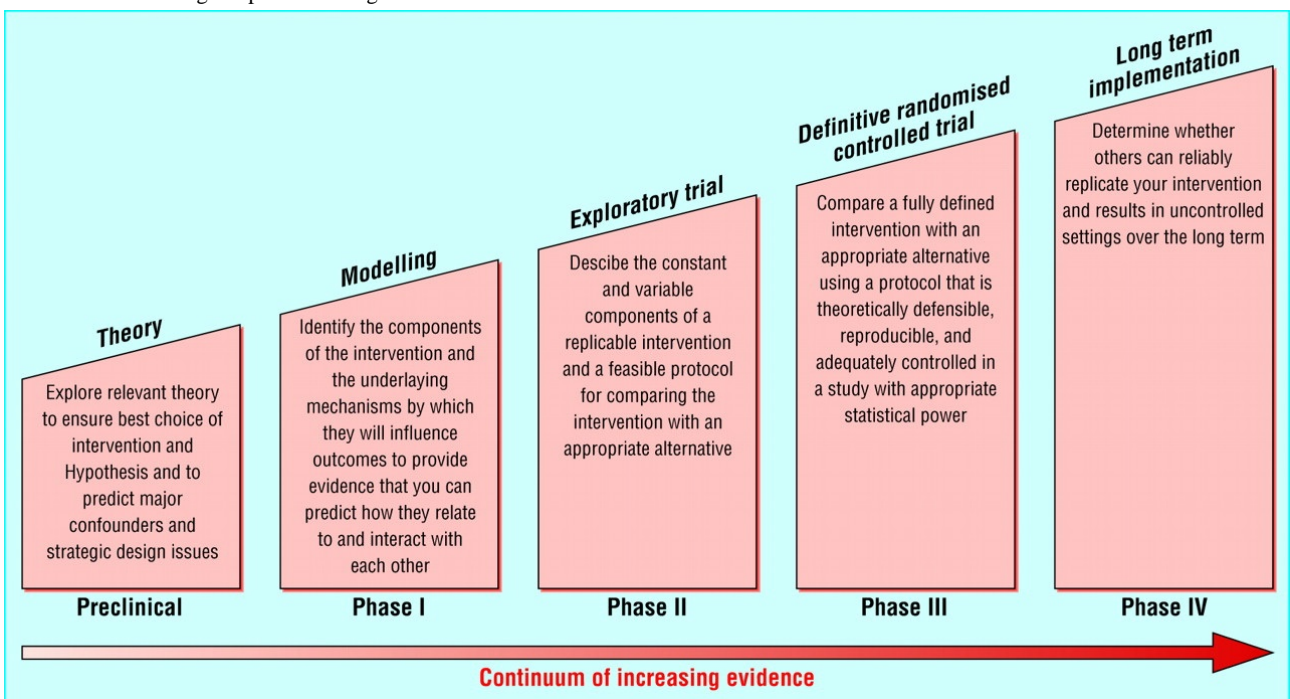 Theory
Explore relevant theory
to ensure best choice of
intervention and
Hypothesis and to
predict major
confounders and
strategic design issues
Preclinical
Modelling
Identify the components
of the intervention and
the underlaying
mechanisms by which
they will influence
outcomes to provide
evidence that you can
predict how they relate
to and interact with
each other
Phase I
Exploratory trial
Descibe the constant
and variable
components of a
replicable intervention
and a feasible protocol
for comparing the
intervention with an
appropriate alternative
Phase II
Definitive randomised
controlled trial
Compare a fully defined
intervention with an
appropriate alternative
using a protocol that is
theoretically defensible,
reproducible, and
adequately controlled in
a study with appropriate
statistical power
Phase III
Long term
implementation
Determine whether
others can reliably
replicate your intervention
and results in uncontrolled
settings over the long term
Phase IV
Continuum of increasing evidence